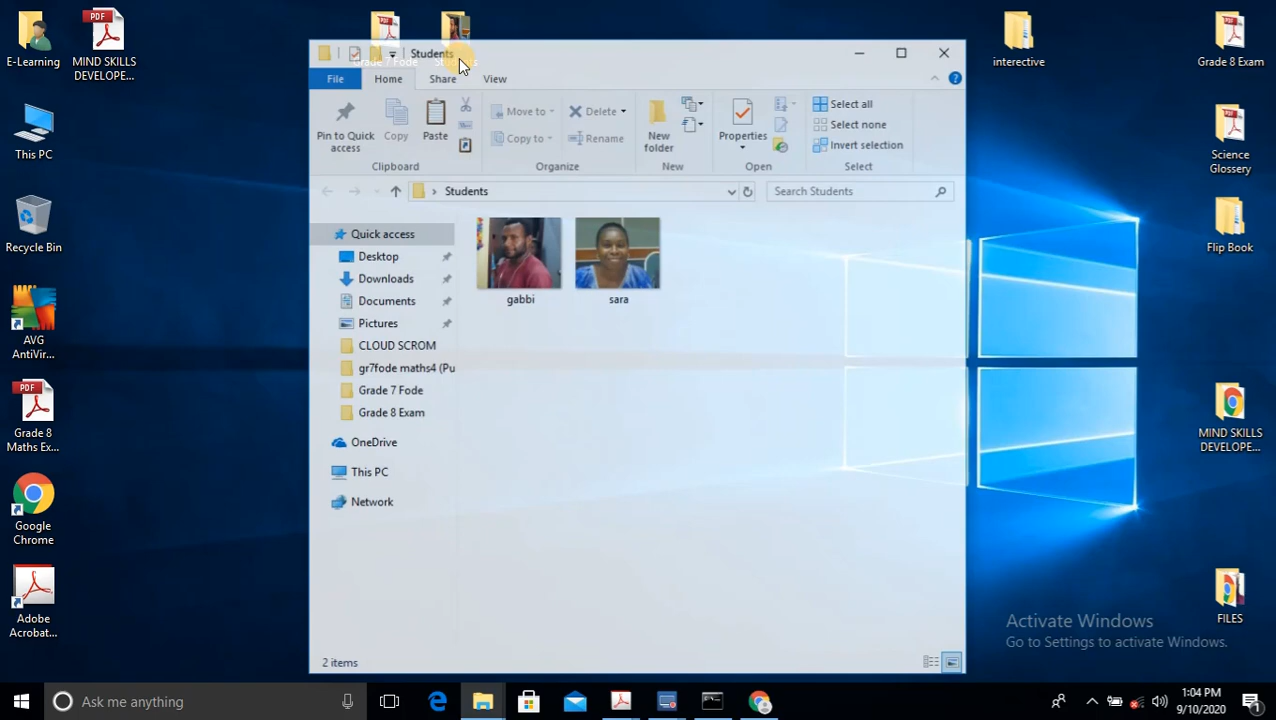 E-Learning
PDF
MIND SKILLS
DEVELOPE...
This PC
Recycle Bin
AVG
AntiVir...
PDF
Grade 8
Maths Ex...
Google
Chrome
Adobe
Acrobat...
Grade 7 Fode
Students
Students
File
Home
Share
View
Pin to Quick
access
Copy
Paste
Clipboard
Move to
Copy to
Delete
Rename
Organize
New
folder
New
Properties
Open
Select all
Select none
Invert selection
Select
Students
Search Students
Quick access
Desktop
Downloads
Documents
Pictures
CLOUD SCROM
gr7fode maths4 (Pu
Grade 7 Fode
Grade 8 Exam
OneDrive
This PC
Network
gabbi
sara
2 items
interective
Grade 8 Exam
Science
Glossery
Flip Book
MIND SKILLS
DEVELOPE...
FILES
Activate Windows
Go to Settings to activate Windows.
Ask me anything
1:04 PM
9/10/2020